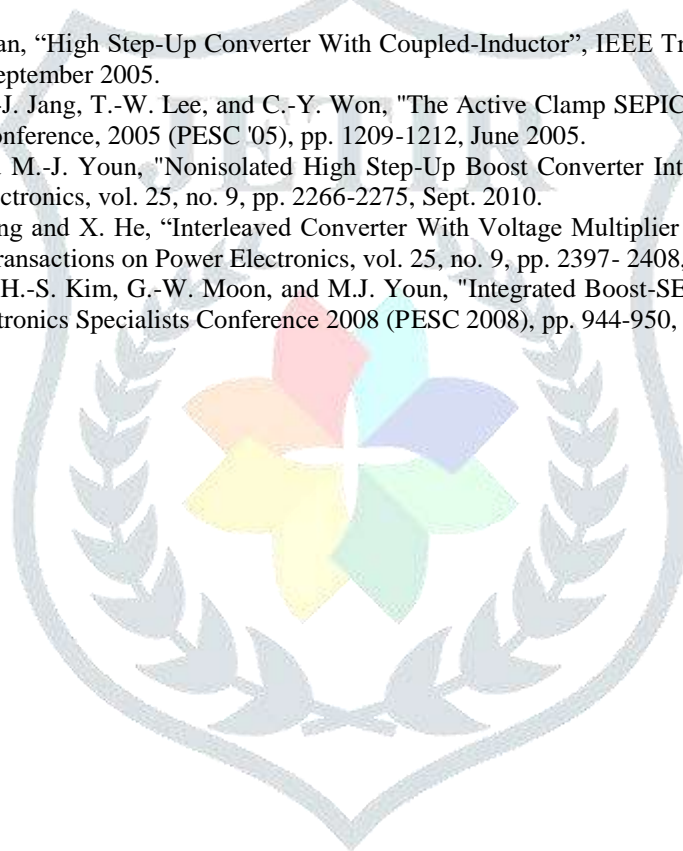 an, “High Step-Up Converter With Coupled-Inductor”, IEEE Tr
eptember 2005.
-J. Jang, T.-W. Lee, and C.-Y. Won, "The Active Clamp SEPIC
onference, 2005 (PESC '05), pp. 1209-1212, June 2005.
M.-J. Youn, "Nonisolated High Step-Up Boost Converter Int
ectronics, vol. 25, no. 9, pp. 2266-2275, Sept. 2010.
ng and X. He, “Interleaved Converter With Voltage Multiplier
ransactions on Power Electronics, vol. 25, no. 9, pp. 2397- 2408,
H.-S. Kim, G.-W. Moon, and M.J. Youn, "Integrated Boost-SE
tronics Specialists Conference 2008 (PESC 2008), pp. 944-950,
JETIR